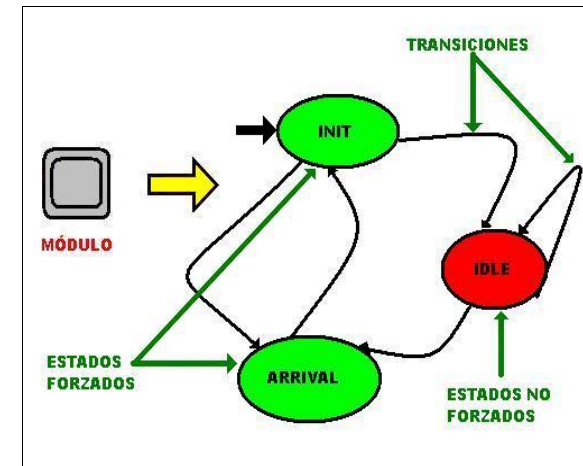 TRANSICIONES
INIT
MÓDULO
IDLE
ESTADOS
FORZADOS
ARRIVAL
ESTADOS NO
FORZADOS